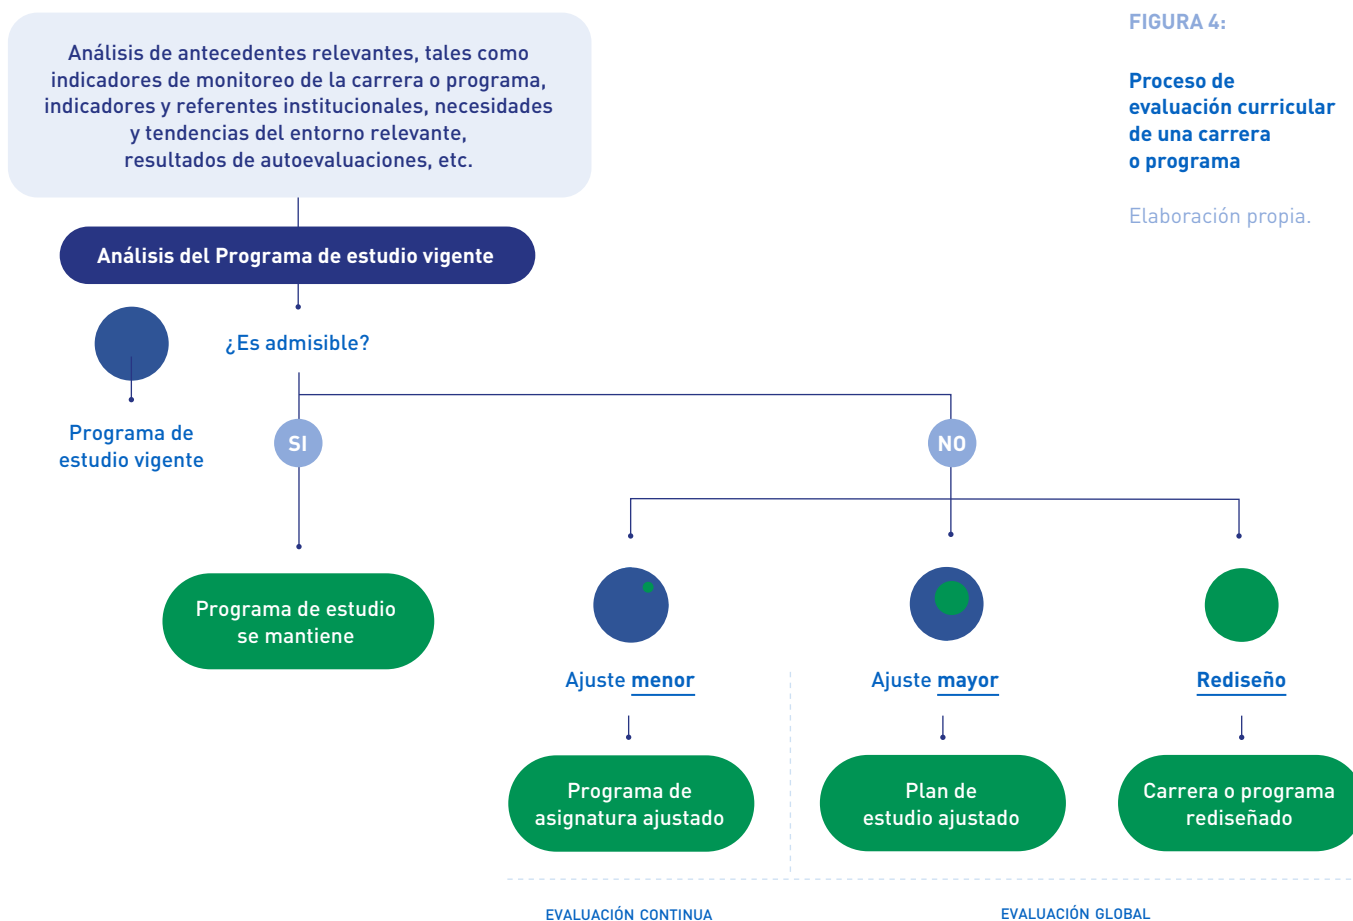 Análisis de antecedentes relevantes, tales como
indicadores de monitoreo de la carrera o programa,
indicadores y referentes institucionales, necesidades
y tendencias del entorno relevante,
resultados de autoevaluaciones, etc.
FIGURA 4:
Proceso de
evaluación curricular
de una carrera
o programa
Elaboración propia.
Análisis del Programa de estudio vigente
¿Es admisible?
Programa de
estudio vigente
SI
NO
Programa de estudio
se mantiene
Ajuste menor
Ajuste mayor
Rediseño
Programa de
asignatura ajustado
Plan de
estudio ajustado
Carrera o programa
rediseñado
EVALUACIÓN CONTINUA
EVALUACIÓN GLOBAL